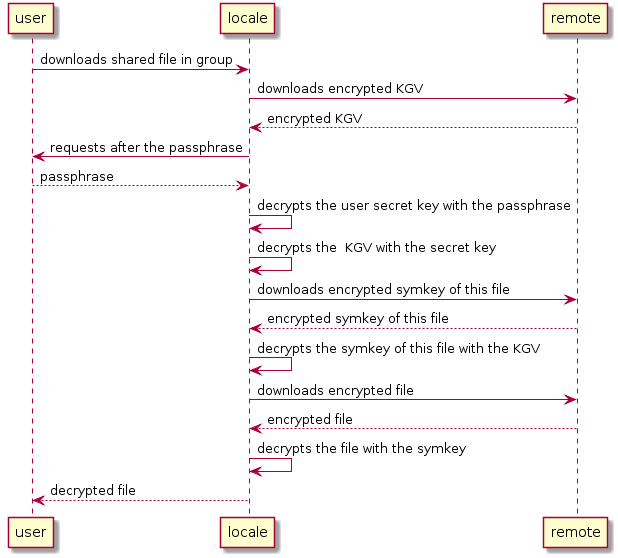 user
locale
remote
downloads shared file in group
downloads encrypted KGV
encrypted KGV
requests after the passphrase
passphrase
decrypts the user secret key with the passphrase
decrypts the  KGV with the secret key
downloads encrypted symkey of this file
encrypted symkey of this file
decrypts the symkey of this file with the KGV
downloads encrypted file
encrypted file
decrypts the file with the symkey
decrypted file
user
locale
remote